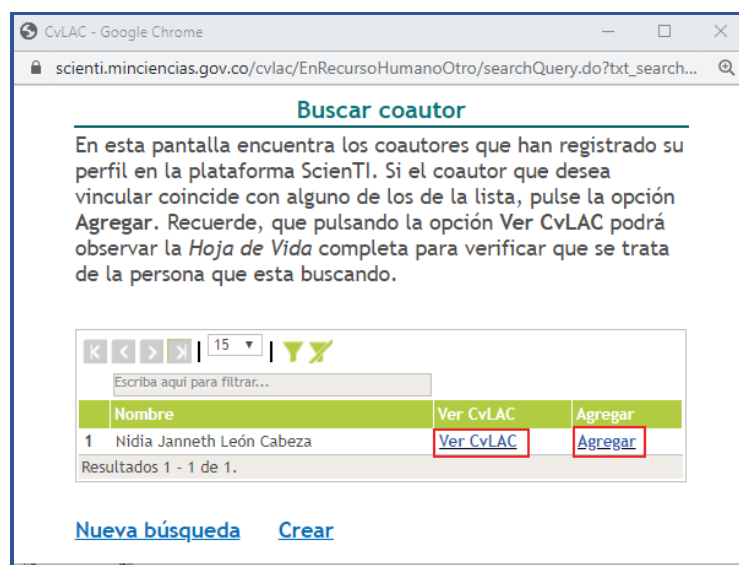 CvLAC - Google Chrome
scienti.minciencias.gov.co/cvlac/EnRecursoHumanoOtro/searchQuery.do?txt_search...
Buscar coautor
En esta pantalla encuentra los coautores que han registrado su
perfil en la plataforma ScienTI. Si el coautor que desea
vincular coincide con alguno de los de la lista, pulse la opción
Agregar. Recuerde, que pulsando la opción Ver CvLAC podrá
observar la Hoja de Vida completa para verificar que se trata
de la persona que esta buscando.
15
Escriba aqui para filtrar...
Nombre Ver CvLAC Agregar
1 Nidia Janneth León Cabeza Ver CvLAC Agregar
Resultados 1 - 1 de 1.
Nueva búsqueda Crear